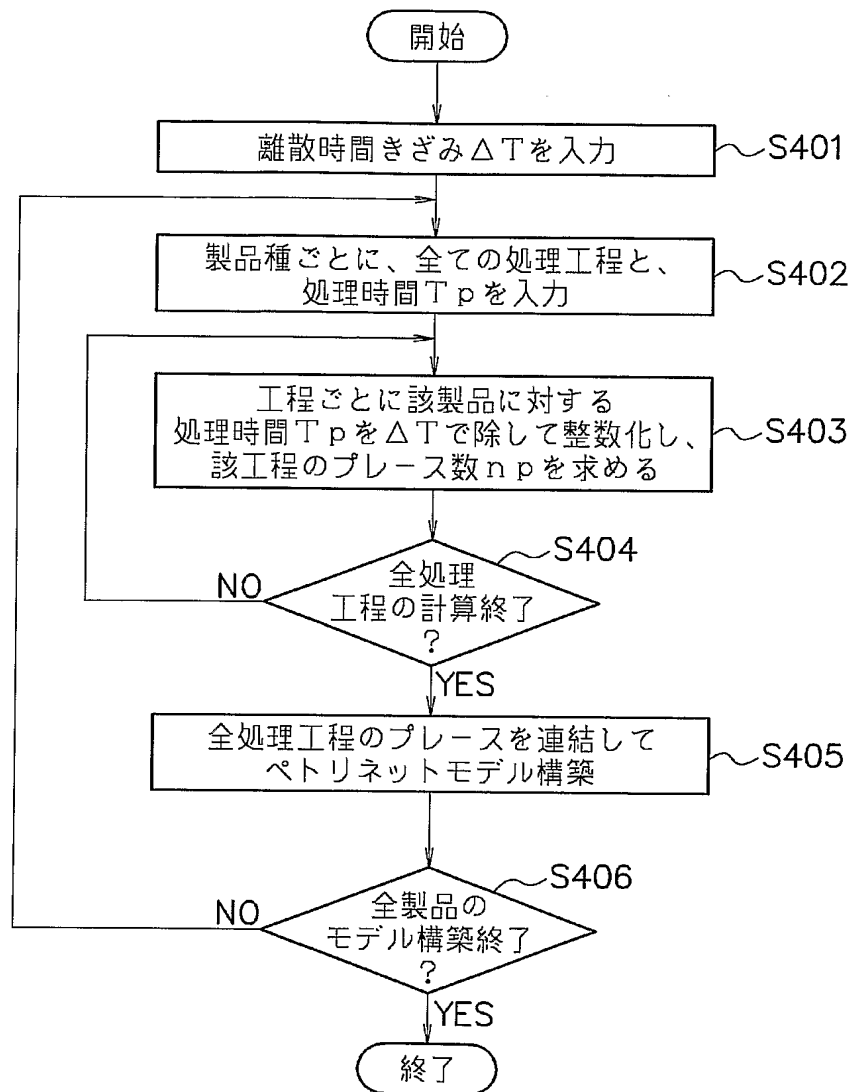 開始
離散時間きざみΔTを入力
S401
製品種ごとに、全ての処理工程と、
処理時間Tpを入力
S402
工程ごとに該製品に対する
処理時間TpをΔTで除して整数化し、
該工程のプレース数npを求める
S403
S404
全処理
工程の計算終了
?
NO
YES
全処理工程のプレースを連結して
ペトリネットモデル構築
S405
S406
全製品の
モデル構築終了
?
NO
YES
終了